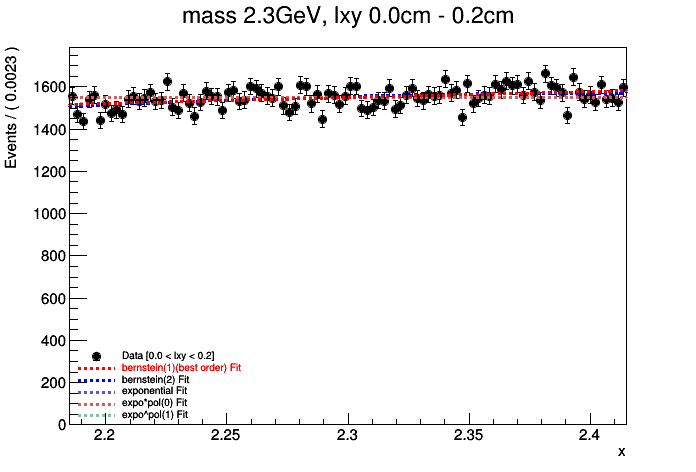 mass 2.3GeV, lxy 0.0cm - 0.2cm
Events / ( 0.0023 )
1600
1400
1200
1000
800
600
400
200
0
Data [0.0 < lxy < 0.2]
bernstein(1)(best order) Fit
bernstein(2) Fit
exponential Fit
expo*pol(0) Fit
expo*pol(1) Fit
2.2 2.25 2.3 2.35 2.4
x